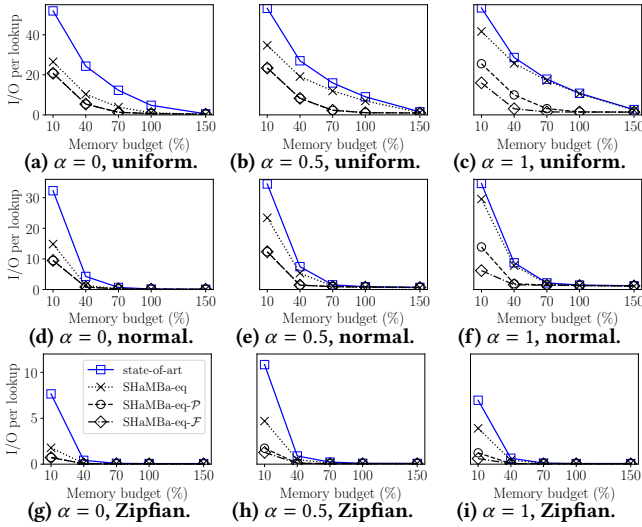 I/O per lookup
40
20
0
10 40 70 100 150
10 40 70 100 150
10 40 70 100 150
Memory budget (%)
Memory budget (%)
Memory budget (%)
(a) α = 0, uniform.
(b) α = 0.5, uniform.
(c) α = 1, uniform.
I/O per lookup
30
20
10
0
10 40 70 100 150
10 40 70 100 150
10 40 70 100 150
Memory budget (%)
Memory budget (%)
Memory budget (%)
(d) α = 0, normal.
(e) α = 0.5, normal.
(f) α = 1, normal.
I/O per lookup
10
5
0
state-of-art
SHaMBa-eq
SHaMBa-eq-𝒫
SHaMBa-eq-ℱ
10 40 70 100 150
10 40 70 100 150
10 40 70 100 150
Memory budget (%)
Memory budget (%)
Memory budget (%)
(g) α = 0, Zipfian.
(h) α = 0.5, Zipfian.
(i) α = 1, Zipfian.